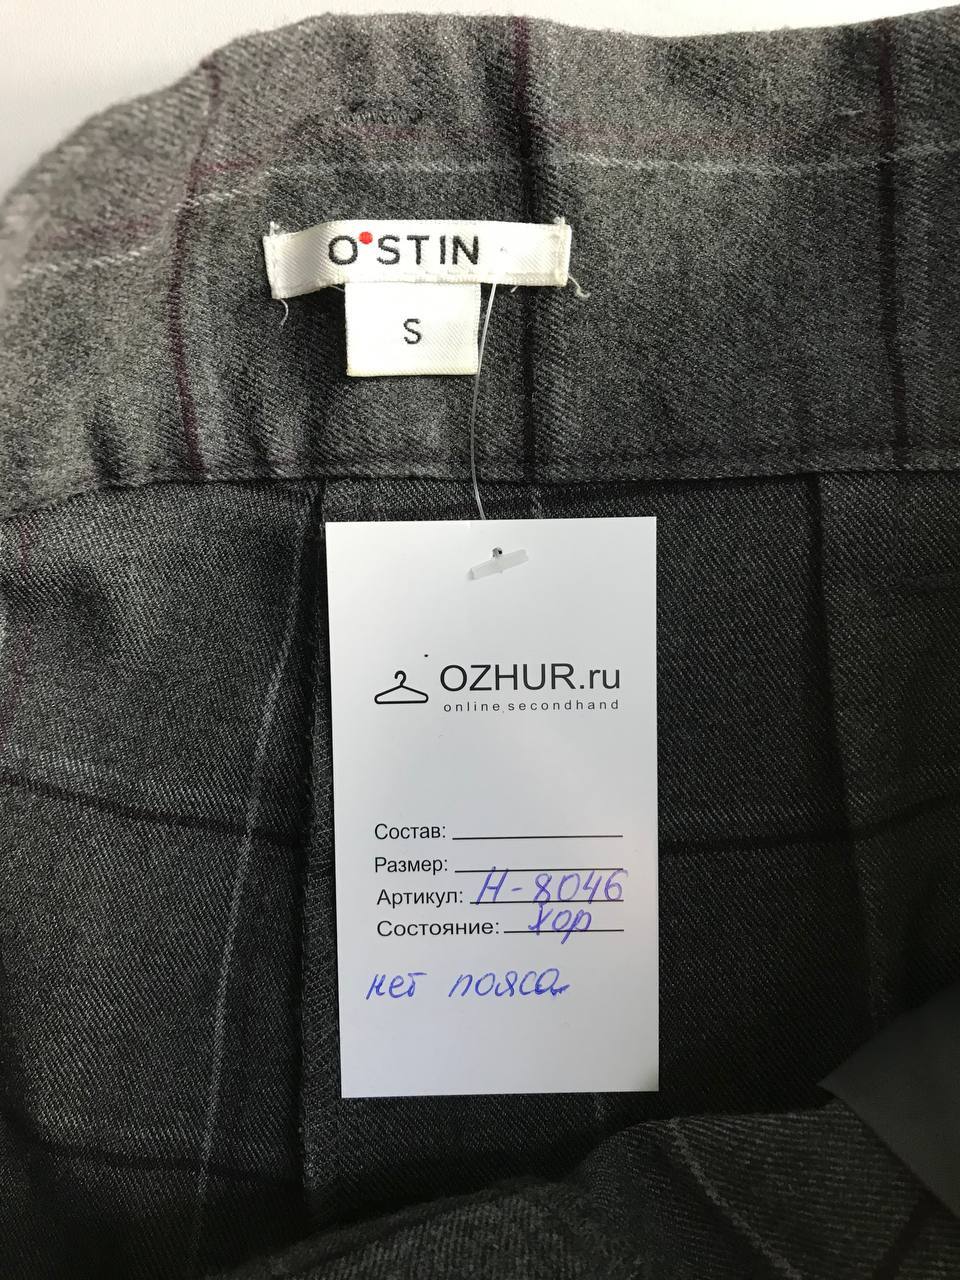 O'STIN
S
OZHUR.ru
online secondhand
Состав:
Размер:
Артикул: Н-8046
Состояние: хор
нет пояса